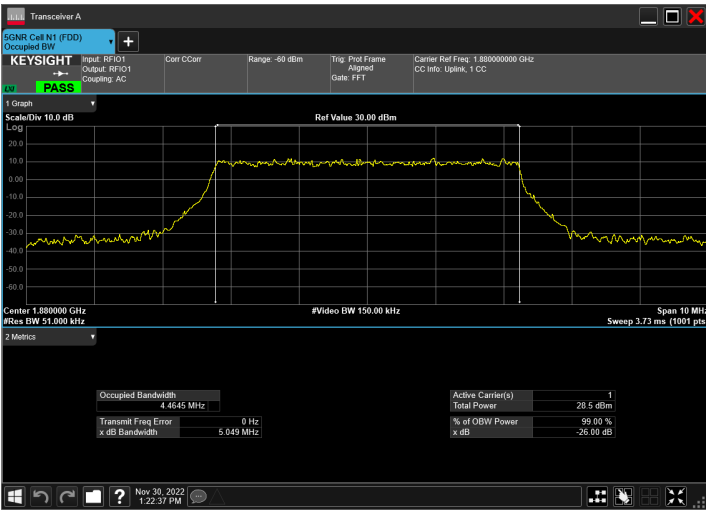 Transceiver A
5GNR Cell N1 (FDD)
Occupied BW
KEYSIGHT
PASS
Input: RFIO1
Output: RFIO1
Coupling: AC
Corr CCorr
Range: -60 dBm
Trig: Prot Frame
Aligned
Gate: FFT
Carrier Ref Freq: 1.880000000 GHz
CC Info: Uplink, 1 CC
1 Graph
Scale/Div 10.0 dB
Ref Value 30.00 dBm
Log
20.0
10.0
0.00
-10.0
-20.0
-30.0
-40.0
-50.0
-60.0
Center 1.880000 GHz
#Video BW 150.00 kHz
Span 10 MHz
#Res BW 51.000 kHz
Sweep 3.73 ms (1001 pts
2 Metrics
Occupied Bandwidth
4.4645 MHz
Transmit Freq Error 0 Hz
x dB Bandwidth 5.049 MHz
Active Carrier(s) 1
Total Power 28.5 dBm
% of OBW Power 99.00 %
x dB -26.00 dB
Nov 30, 2022
1:22:37 PM